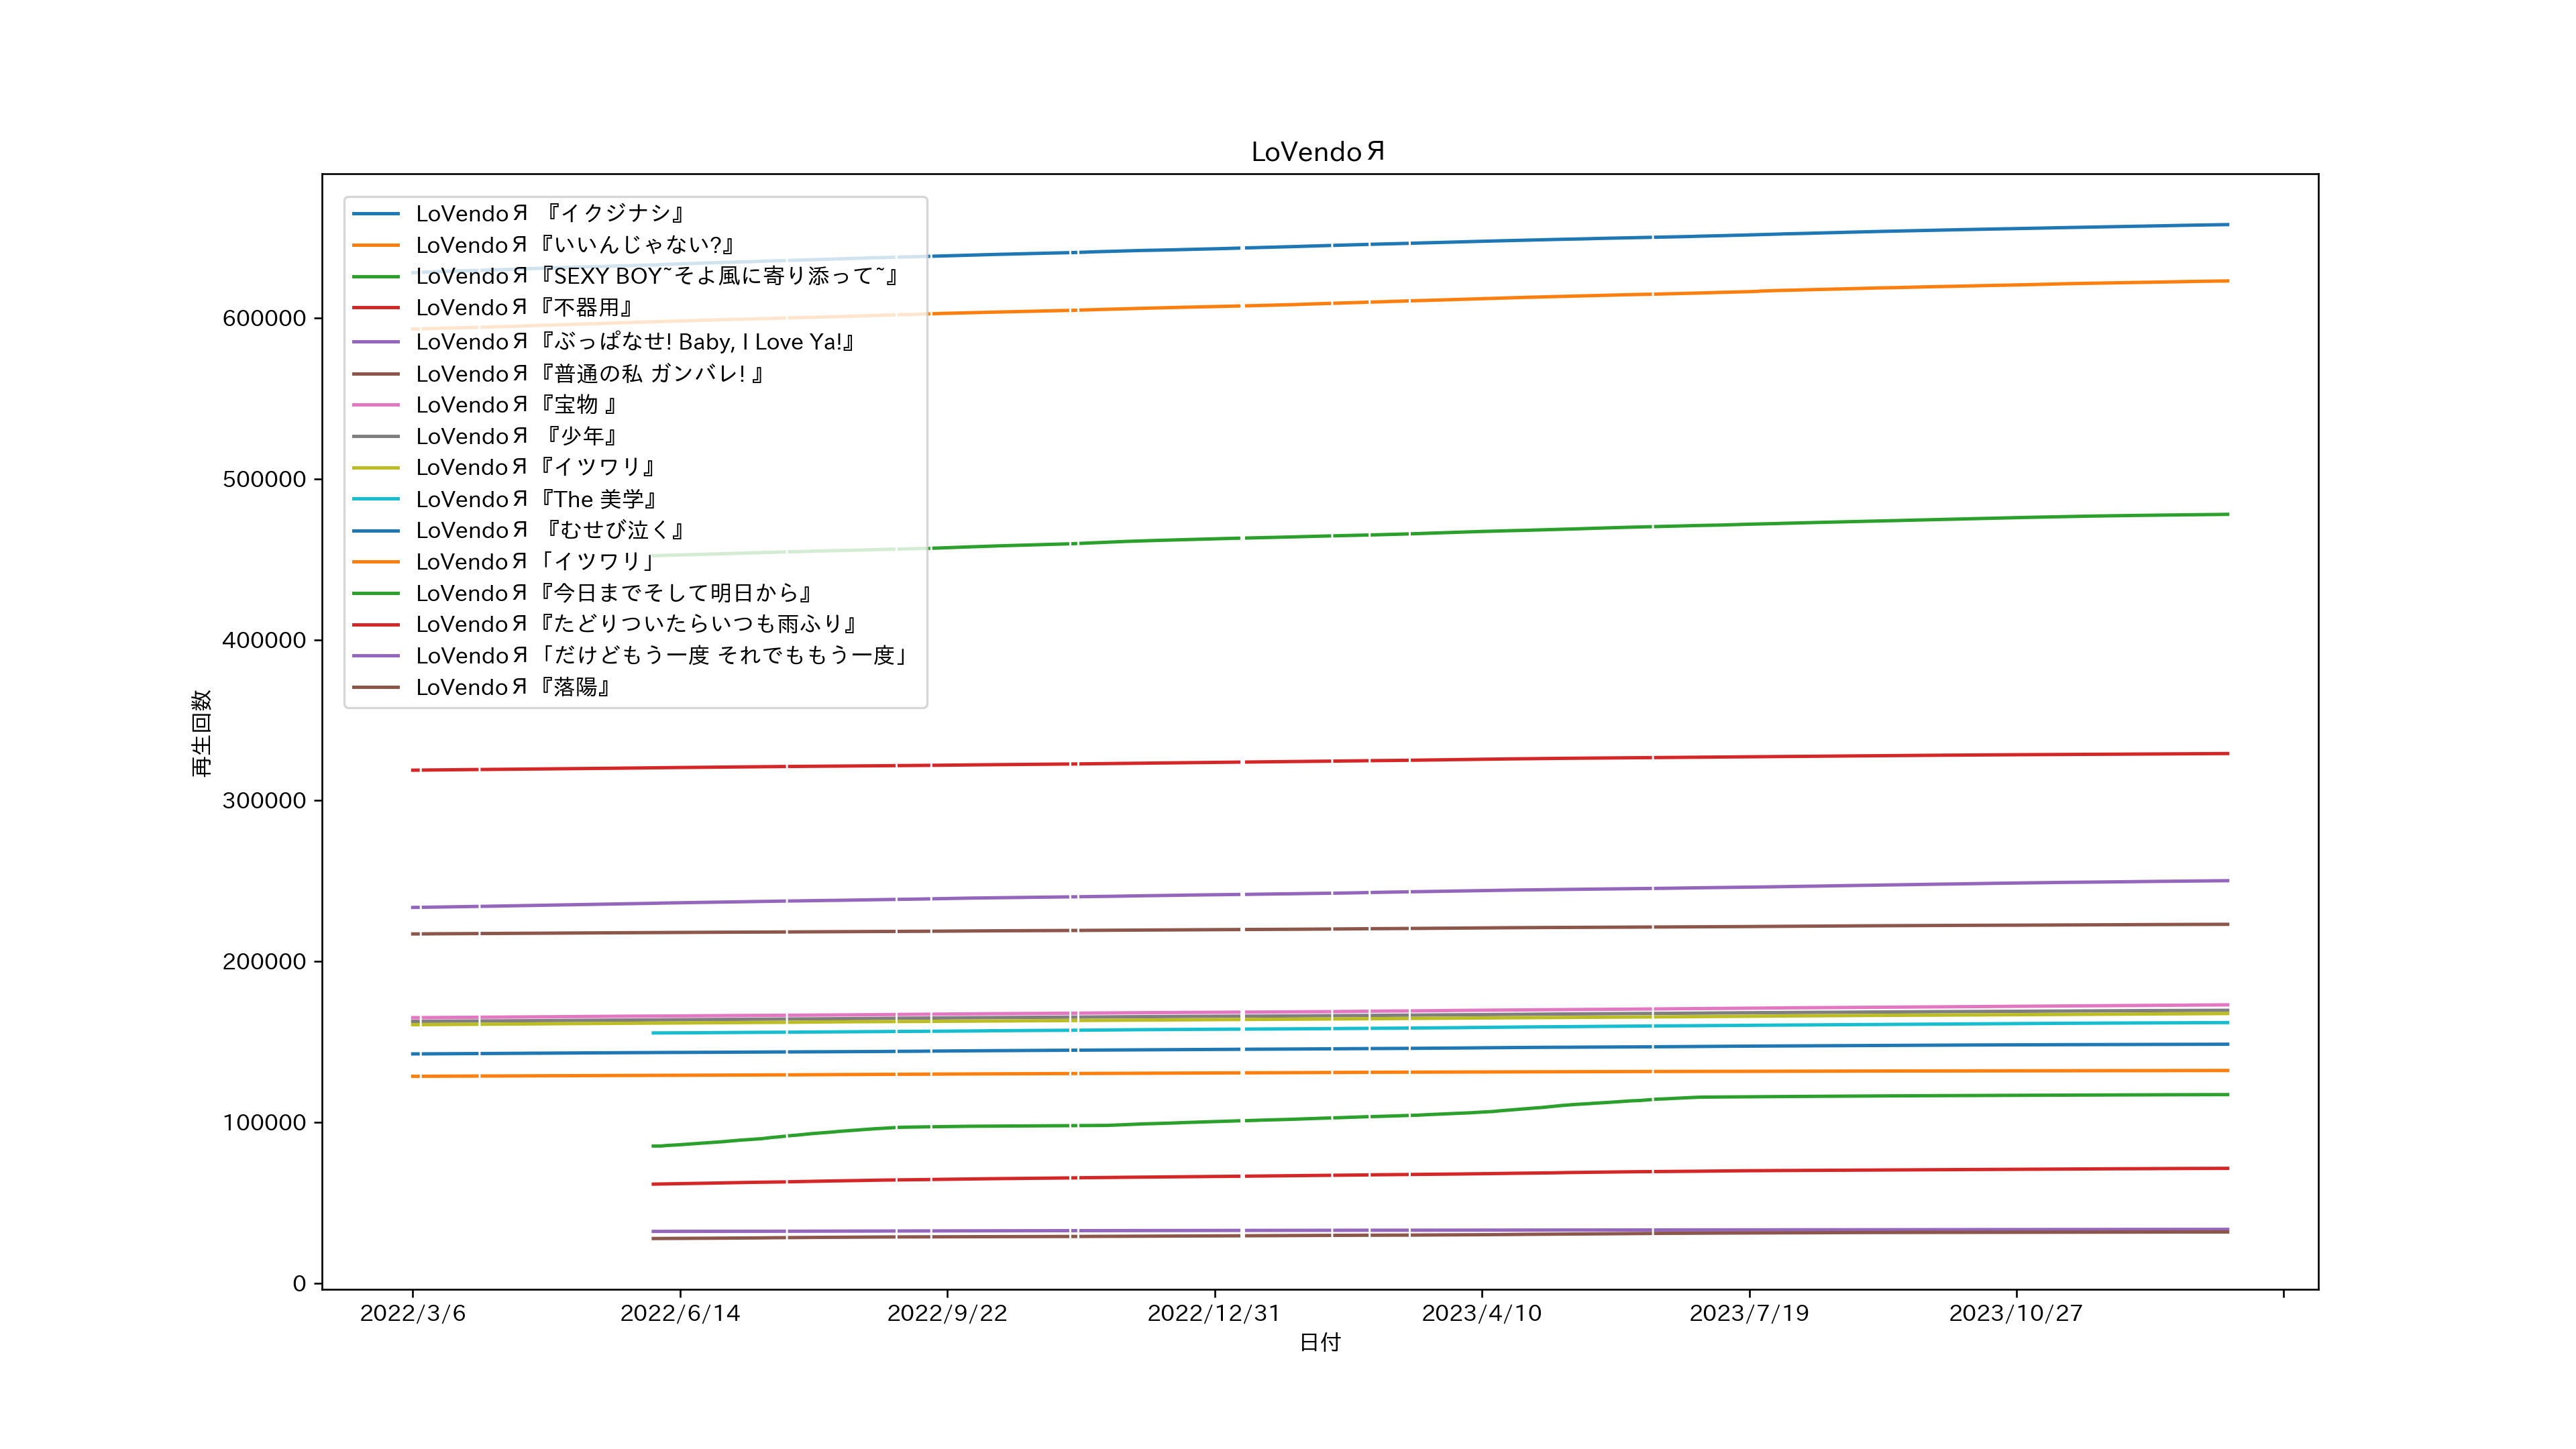 LoVendoЯ
LoVendoЯ 『イクジナシ』
LoVendoЯ『いいんじゃない?』
LoVendoЯ『SEXY BOY~そよ風に寄り添って~』
LoVendoЯ『不器用』
LoVendoЯ『ぶっぱなせ! Baby, I Love Ya!』
LoVendoЯ『普通の私 ガンバレ! 』
LoVendoЯ『宝物 』
LoVendoЯ 『少年』
LoVendoЯ『イツワリ』
LoVendoЯ『The 美学』
LoVendoЯ 『むせび泣く』
LoVendoЯ「イツワリ」
LoVendoЯ『今日までそして明日から』
LoVendoЯ『たどりついたらいつも雨ふり』
LoVendoЯ「だけどもう一度 それでももう一度」
LoVendoЯ『落陽』
再生回数
600000
500000
400000
300000
200000
100000
0
2022/3/6 2022/6/14 2022/9/22 2022/12/31 2023/4/10 2023/7/19 2023/10/27
日付